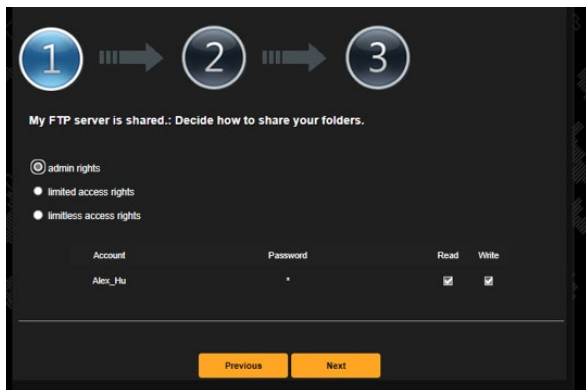 1 2 3
My FTP server is shared.: Decide how to share your folders.
admin rights
limited access rights
limitless access rights
Account Password Read Write
Alex_Hu *
Previous Next